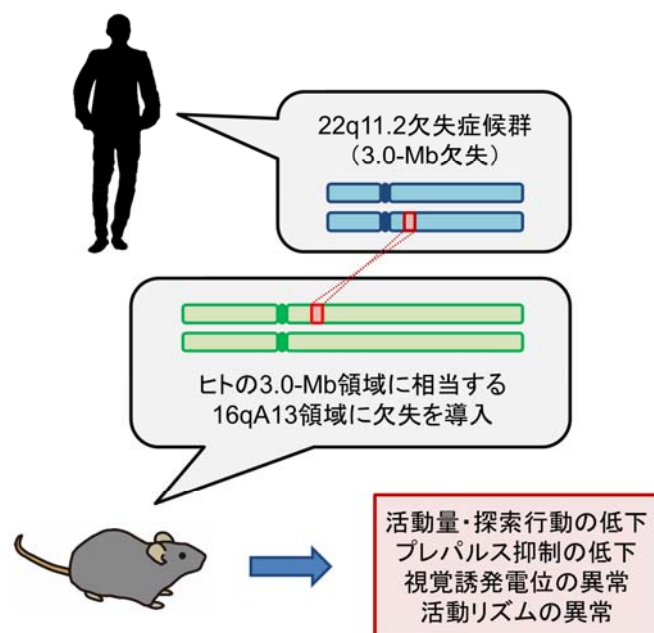 22q11.2欠失症候群
（3.0-Mb欠失）
ヒトの3.0-Mb領域に相当する
16qA13領域に欠失を導入
活動量・探索行動の低下
プレパルス抑制の低下
視覚誘発電位の異常
活動リズムの異常